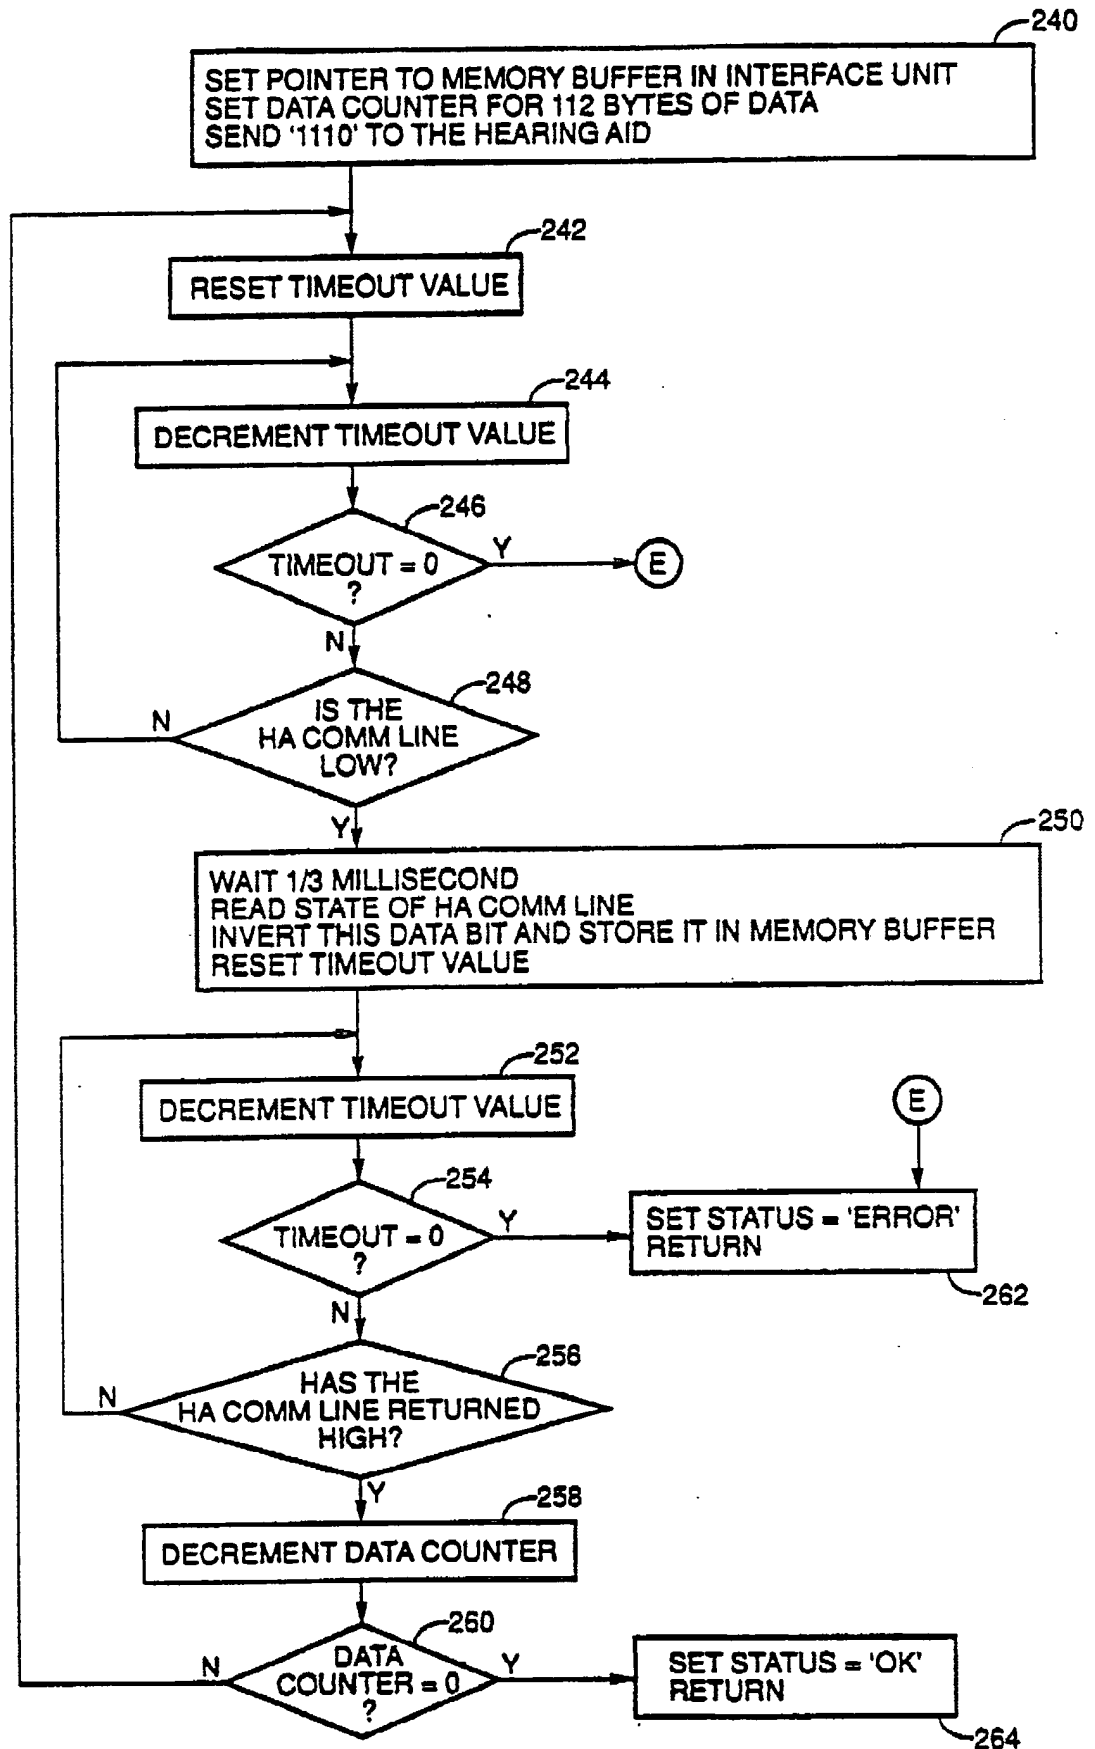 240
SET POINTER TO MEMORY BUFFER IN INTERFACE UNIT
SET DATA COUNTER FOR 112 BYTES OF DATA
SEND '1110' TO THE HEARING AID
242
RESET TIMEOUT VALUE
244
DECREMENT TIMEOUT VALUE
246
TIMEOUT = 0
?
Y
E
N
248
IS THE
HA COMM LINE
LOW?
N
Y
250
WAIT 1/3 MILLISECOND
READ STATE OF HA COMM LINE
INVERT THIS DATA BIT AND STORE IT IN MEMORY BUFFER
RESET TIMEOUT VALUE
252
DECREMENT TIMEOUT VALUE
E
254
TIMEOUT = 0
?
Y
SET STATUS = 'ERROR'
RETURN
262
N
256
HAS THE
HA COMM LINE RETURNED
HIGH?
N
Y
258
DECREMENT DATA COUNTER
260
DATA
COUNTER = 0
?
N
Y
SET STATUS = 'OK'
RETURN
264